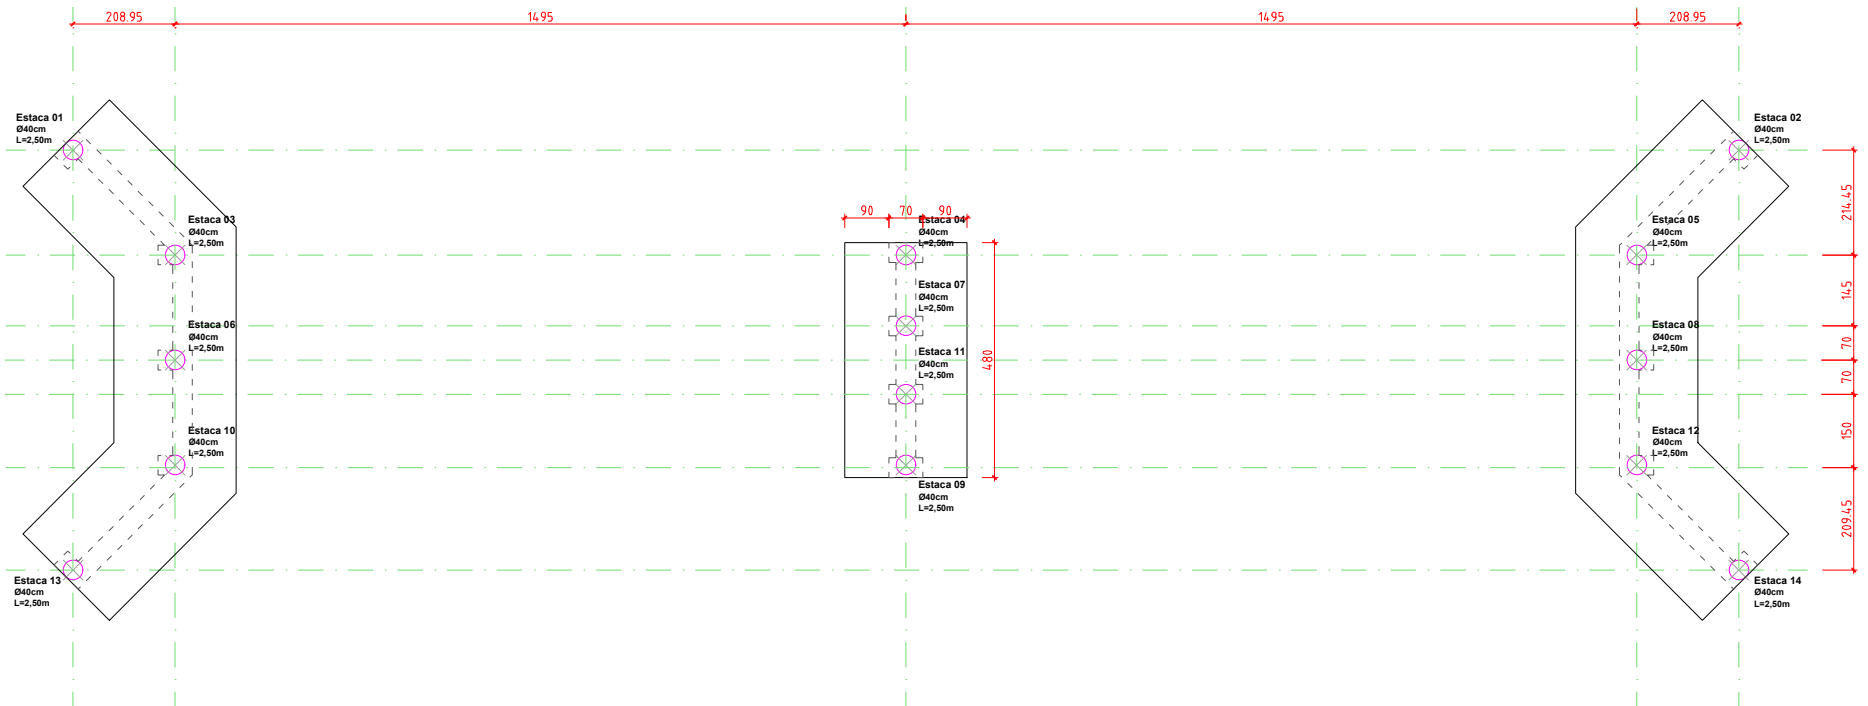 208.95
1495
1495
208.95
Estaca 01
Ø40cm
L=2,50m
Estaca 02
Ø40cm
L=2,50m
214.45
Estaca 03
Ø40cm
L=2,50m
90
70
90
Estaca 04
Ø40cm
L=2,50m
Estaca 05
Ø40cm
L=2,50m
145
Estaca 07
Ø40cm
L=2,50m
Estaca 06
Ø40cm
L=2,50m
Estaca 08
Ø40cm
L=2,50m
70
480
Estaca 11
Ø40cm
L=2,50m
70
Estaca 10
Ø40cm
L=2,50m
Estaca 12
Ø40cm
L=2,50m
150
Estaca 09
Ø40cm
L=2,50m
209.45
Estaca 13
Ø40cm
L=2,50m
Estaca 14
Ø40cm
L=2,50m